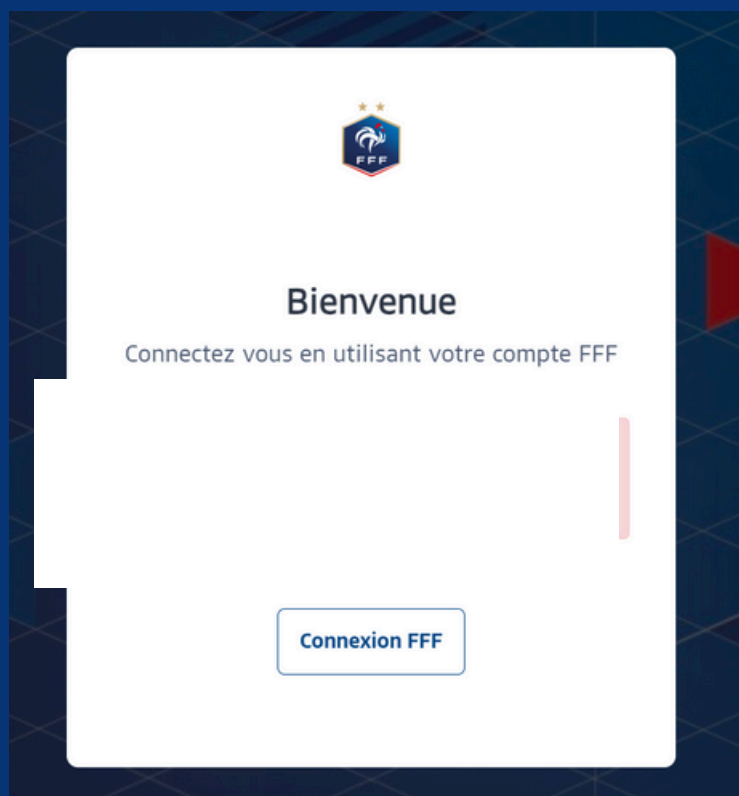 FFF
Bienvenue
Connectez vous en utilisant votre compte FFF
Connexion FFF